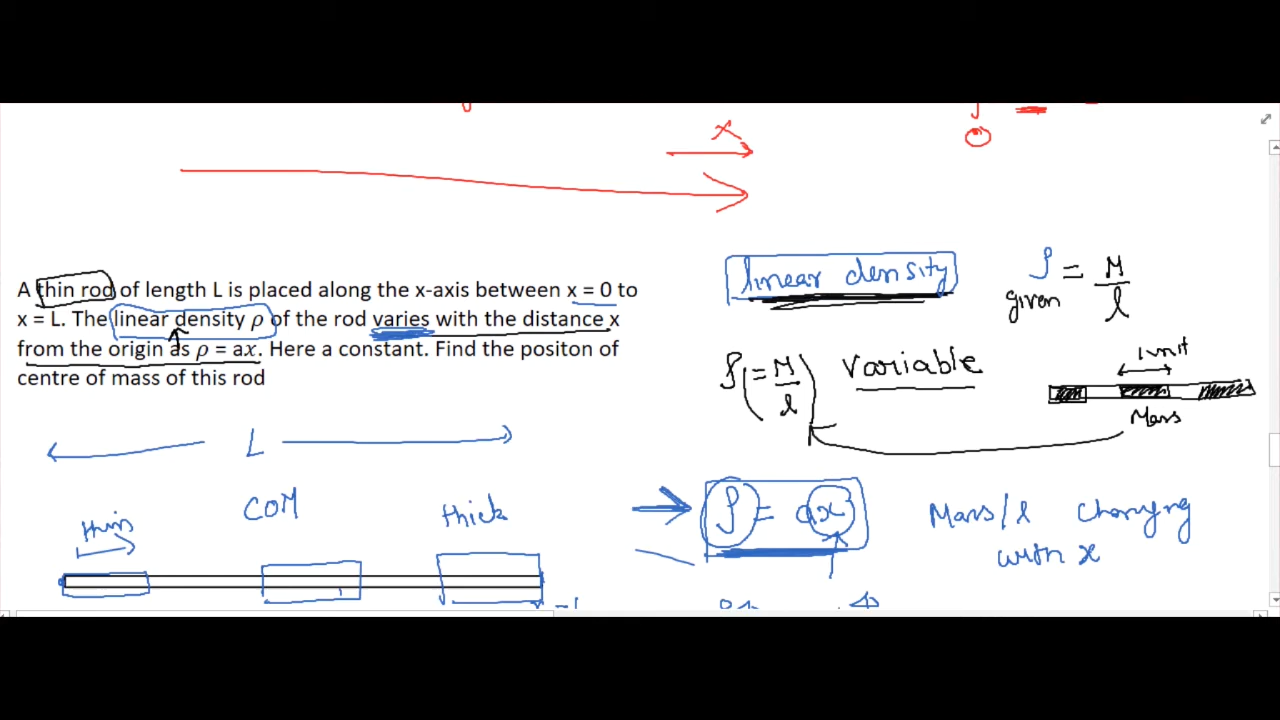 x
A thin rod of length L is placed along the x-axis between x = 0 to
x = L. The linear density ρ of the rod varies with the distance x
from the origin as ρ = ax. Here a constant. Find the positon of
centre of mass of this rod
L
COM
thin
thick
linear density
ρ = M/l
given
ρ (= M/l) variable
1 unit
Mass
ρ = ax
Mass/l changing
with x